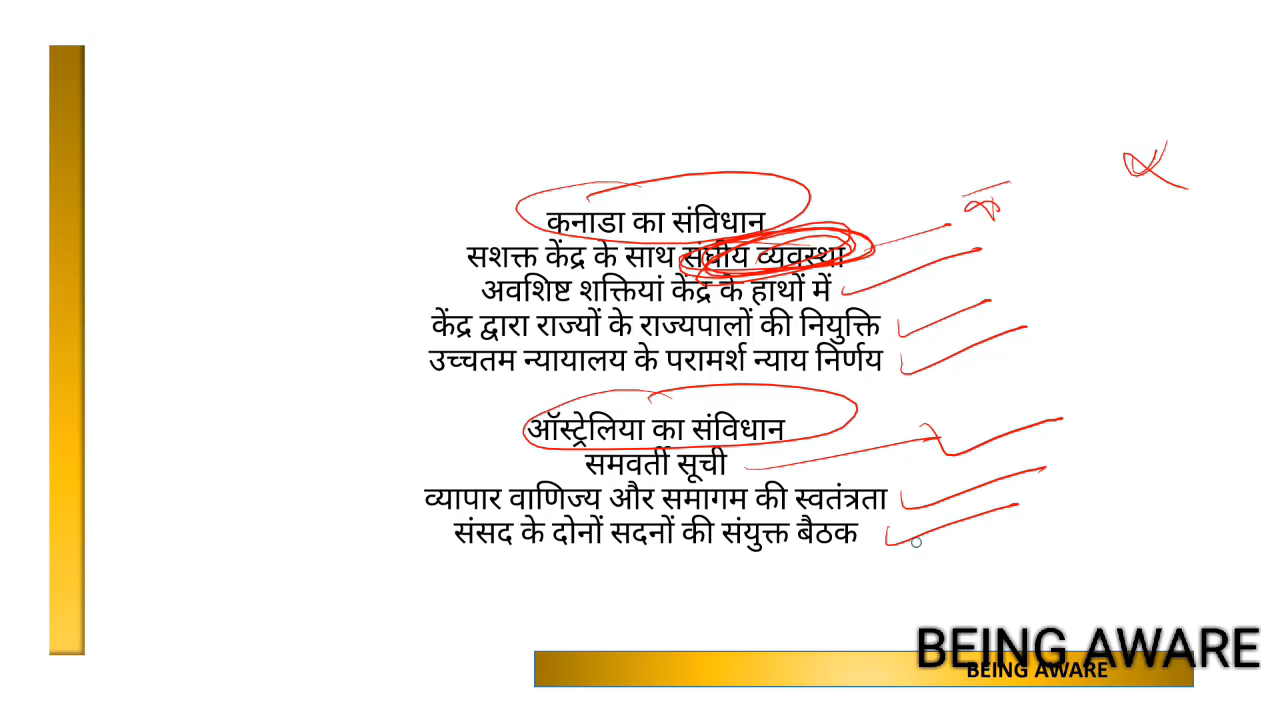 कनाडा का संविधान
सशक्त केंद्र के साथ संघीय व्यवस्था
अवशिष्ट शक्तियां केंद्र के हाथों में
केंद्र द्वारा राज्यों के राज्यपालों की नियुक्ति
उच्चतम न्यायालय के परामर्श न्याय निर्णय
ऑस्ट्रेलिया का संविधान
समवर्ती सूची
व्यापार वाणिज्य और समागम की स्वतंत्रता
संसद के दोनों सदनों की संयुक्त बैठक
BEING AWARE
BEING AWARE